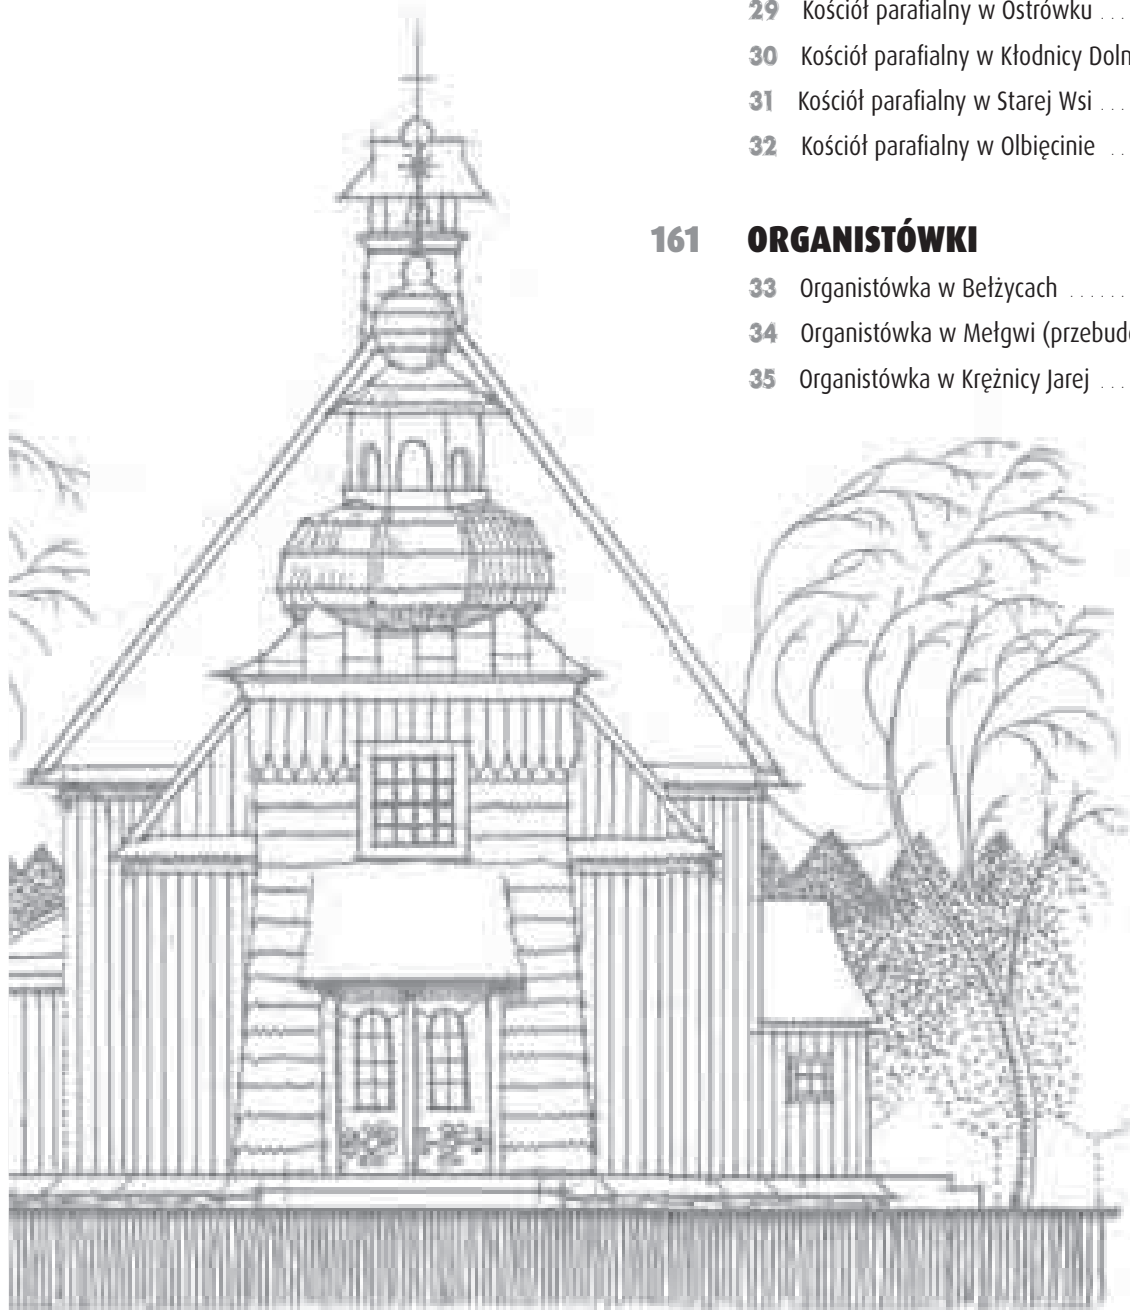 29 Kościół parafialny w Ostrówku . . .
30 Kościół parafialny w Kłodnicy Doln
31 Kościół parafialny w Starej Wsi . . .
32 Kościół parafialny w Olbięcinie . .
161 ORGANISTÓWKI
33 Organistówka w Bełżycach . . . . . .
34 Organistówka w Mełgwi (przebud
35 Organistówka w Krężnicy Jarej . . .